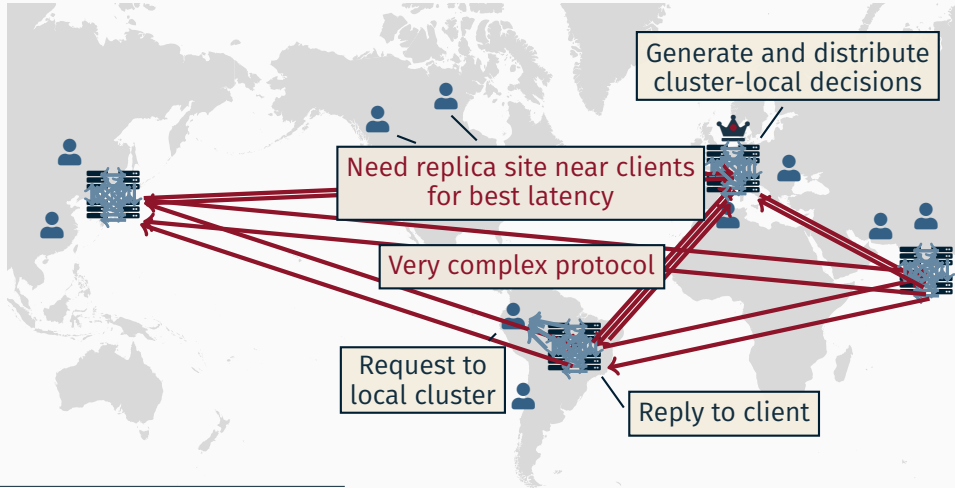 Generate and distribute
cluster-local decisions
Need replica site near clients
for best latency
Very complex protocol
Request to
local cluster
Reply to client